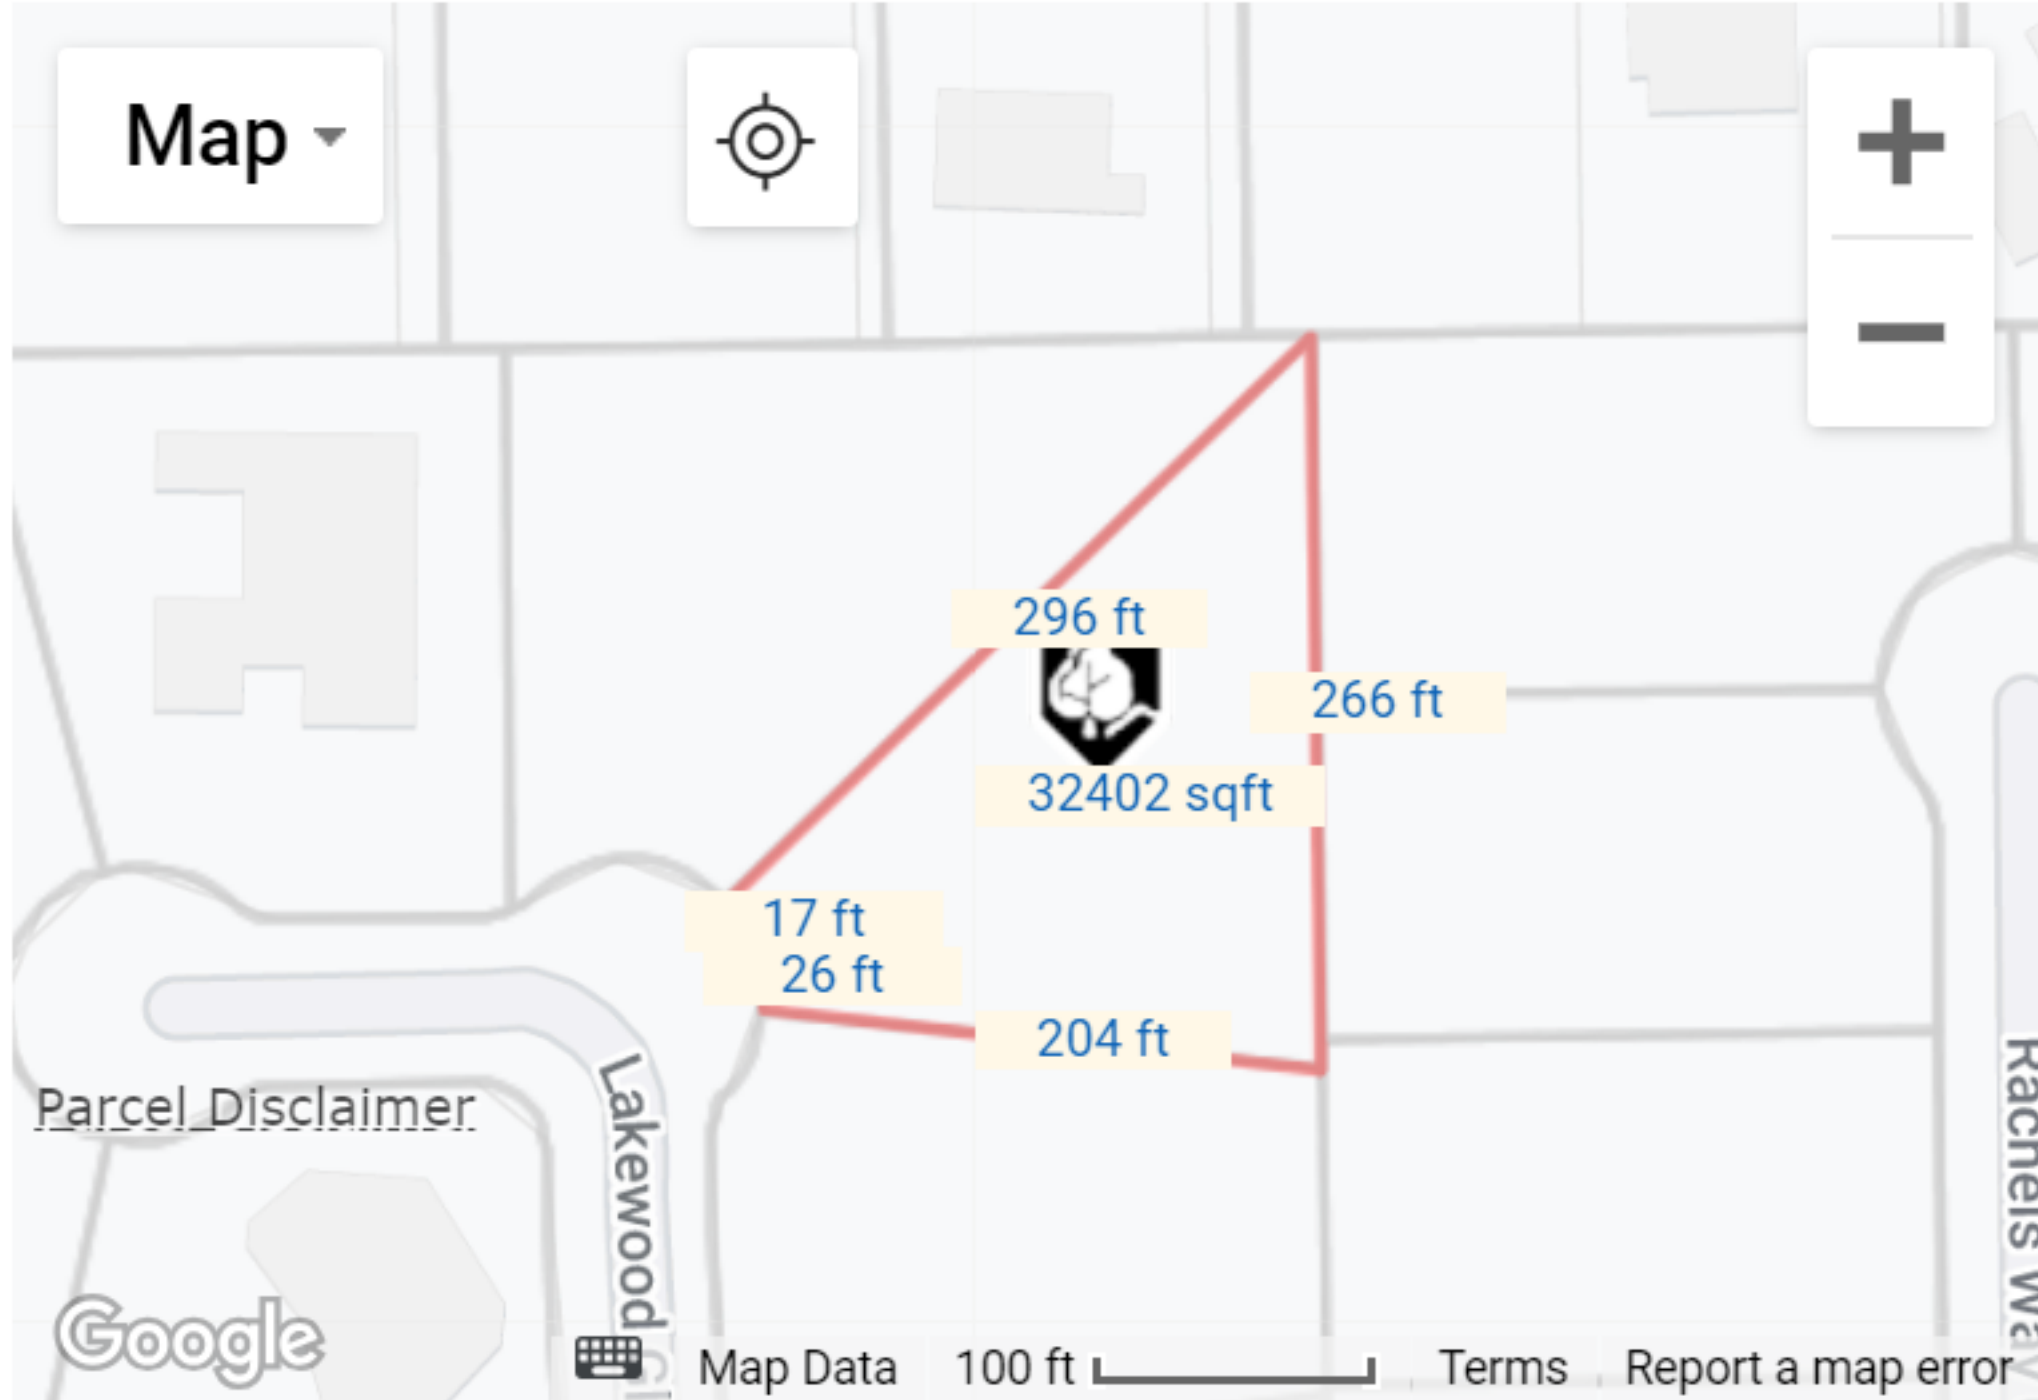 Map
296 ft
266 ft
32402 sqft
17 ft
26 ft
204 ft
Parcel Disclaimer
Lakewood
Rachels Way
Google
Map Data
100 ft
Terms
Report a map error